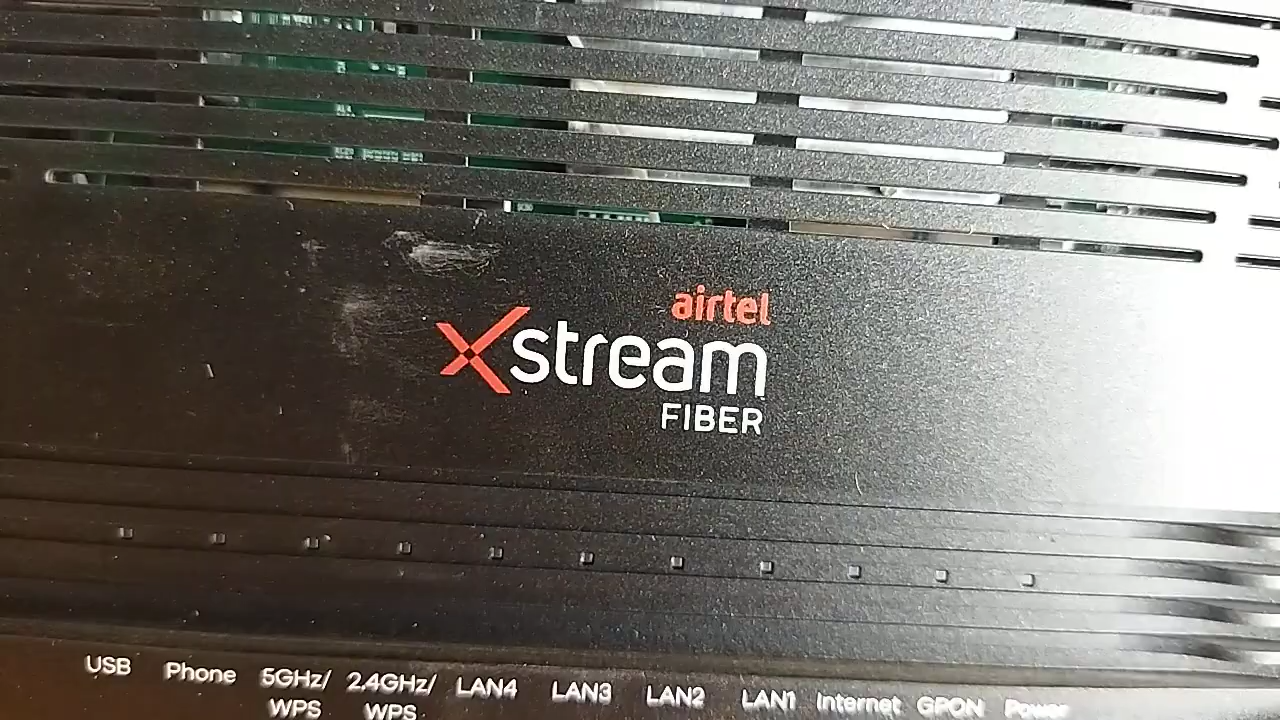 airtel
Xstream
FIBER
USB Phone 5GHz/ 2.4GHz/ LAN4 LAN3 LAN2 LAN1 Internet GPON Power
WPS WPS